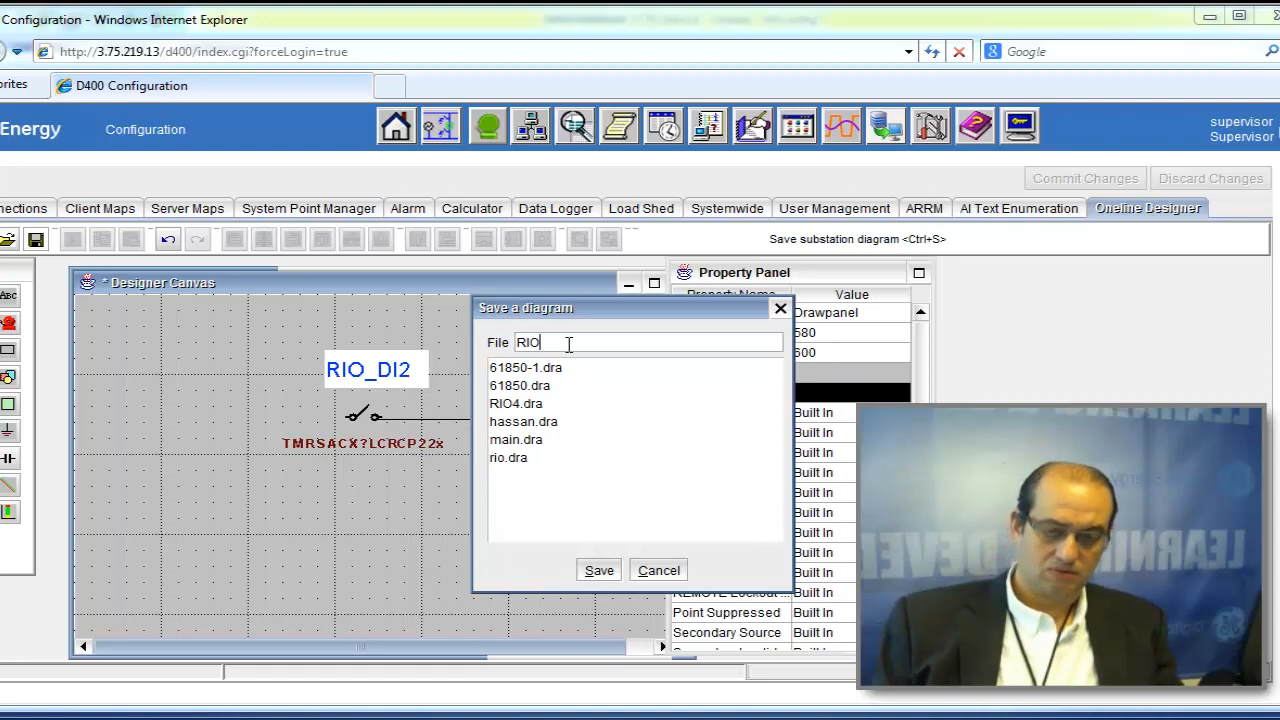 Configuration - Windows Internet Explorer
http://3.75.219.13/d400/index.cgi?forceLogin=true
Google
orites
D400 Configuration
Energy
Configuration
supervisor
Supervisor
Commit Changes
Discard Changes
nections
Client Maps
Server Maps
System Point Manager
Alarm
Calculator
Data Logger
Load Shed
Systemwide
User Management
ARRM
AI Text Enumeration
Oneline Designer
Save substation diagram <Ctrl+S>
* Designer Canvas
Property Panel
Value
Abc
Drawpanel
580
600
Save a diagram
File RIO
61850-1.dra
61850.dra
RIO4.dra
hassan.dra
main.dra
rio.dra
Save
Cancel
RIO_DI2
TMRSACX?LCRCP22x
Built In
Built In
Built In
Built In
Built In
Built In
Built In
Built In
Built In
Built In
Point Suppressed
Built In
Secondary Source
Built In